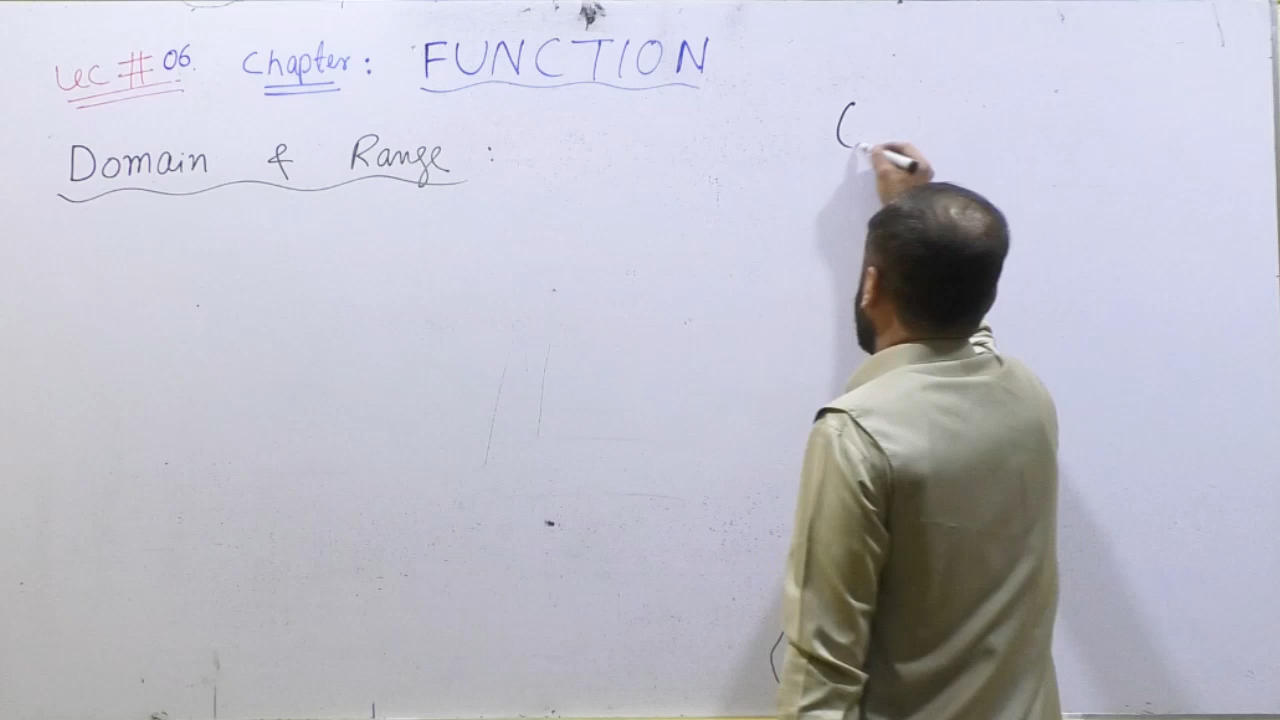 Lec # 06. Chapter: FUNCTION
Domain & Range :
(